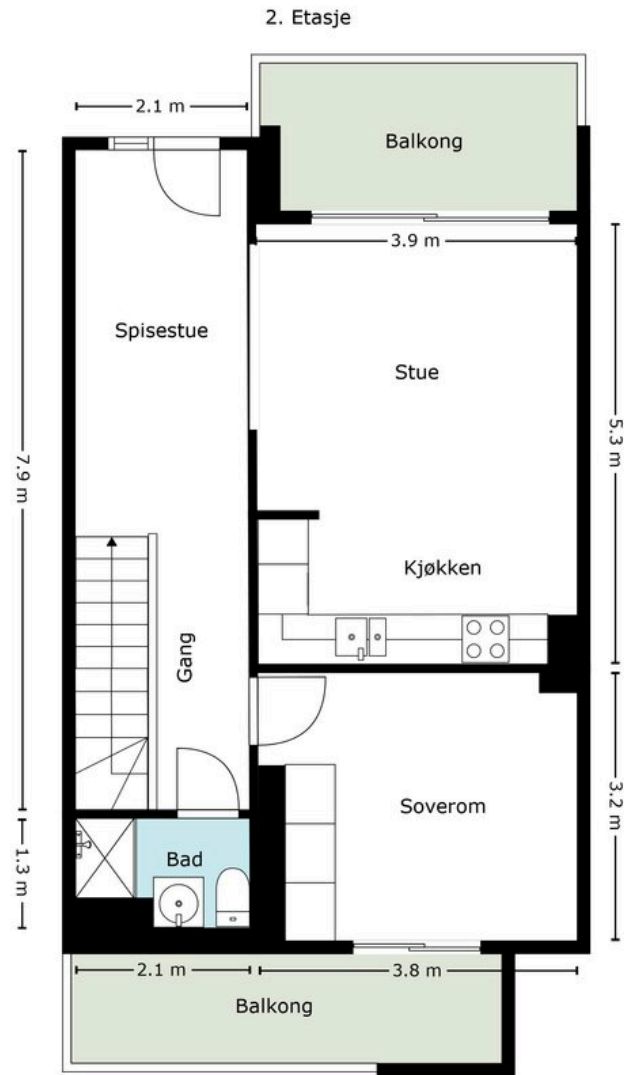 2. Etasje
2.1 m
Balkong
3.9 m
Spisestue
Stue
7.9 m
5.3 m
Kjøkken
Gang
Soverom
3.2 m
Bad
1.3 m
2.1 m
3.8 m
Balkong